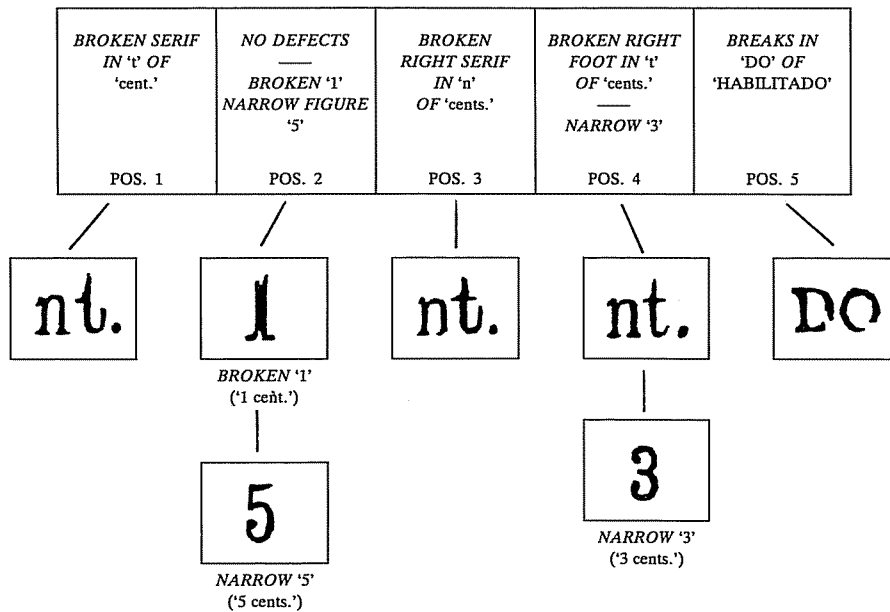 BROKEN SERIF
IN 't' OF
'cent.'
POS. 1
NO DEFECTS
BROKEN '1'
NARROW FIGURE
'5'
POS. 2
BROKEN
RIGHT SERIF
IN 'n'
OF 'cents.'
POS. 3
BROKEN RIGHT
FOOT IN 't'
OF 'cents.'
NARROW '3'
POS. 4
BREAKS IN
'DO' OF
'HABILITADO'
POS. 5
nt.
1
nt.
nt.
DO
BROKEN '1'
('1 cent.')
5
3
NARROW '5'
('5 cents.')
NARROW '3'
('3 cents.')